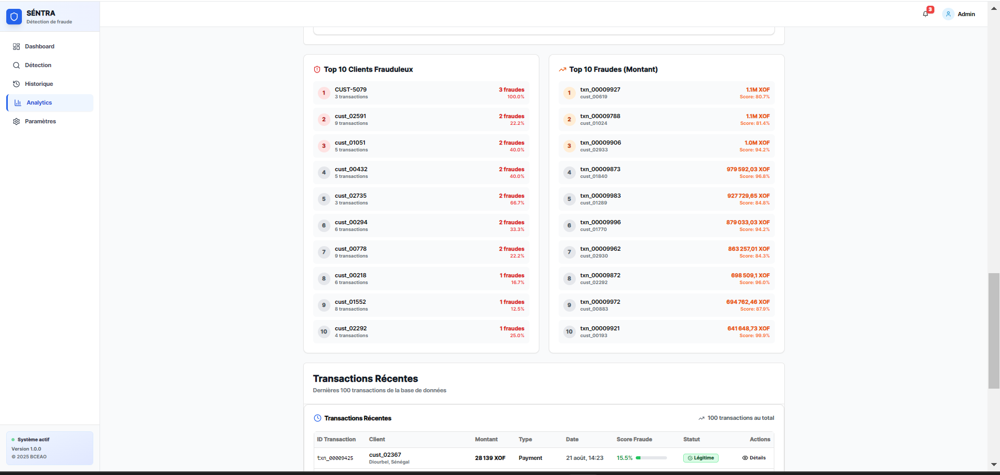 SÉNTRA
Détection de fraude
3
Admin
Dashboard
Détection
Historique
Analytics
Paramètres
Top 10 Clients Frauduleux
1
CUST-5079
3 fraudes
3 transactions
100.0%
2
cust_02591
2 fraudes
9 transactions
22.2%
3
cust_01051
2 fraudes
5 transactions
40.0%
4
cust_00432
2 fraudes
5 transactions
40.0%
5
cust_02735
2 fraudes
3 transactions
66.7%
6
cust_00294
2 fraudes
6 transactions
33.3%
7
cust_00778
2 fraudes
9 transactions
22.2%
8
cust_00218
1 fraudes
6 transactions
16.7%
9
cust_01552
1 fraudes
8 transactions
12.5%
10
cust_02292
1 fraudes
4 transactions
25.0%
Top 10 Fraudes (Montant)
1
txn_00009927
1.1M XOF
cust_00619
Score: 80.7%
2
txn_00009788
1.1M XOF
cust_01024
Score: 81.4%
3
txn_00009906
1.0M XOF
cust_02933
Score: 94.2%
4
txn_00009873
979 592,03 XOF
cust_01840
Score: 96.8%
5
txn_00009983
927 729,65 XOF
cust_01289
Score: 84.8%
6
txn_00009996
879 033,03 XOF
cust_01770
Score: 94.2%
7
txn_00009962
863 257,01 XOF
cust_02930
Score: 84.3%
8
txn_00009872
698 509,1 XOF
cust_02292
Score: 96.0%
9
txn_00009972
694 762,46 XOF
cust_00883
Score: 87.9%
10
txn_00009921
641 648,73 XOF
cust_00193
Score: 99.9%
Transactions Récentes
Dernières 100 transactions de la base de données
Transactions Récentes
100 transactions au total
ID Transaction Client Montant Type Date Score Fraude Statut Actions
txn_00009425 cust_02367 28 139 XOF Payment 21 août, 14:23 15.5% Légitime Détails
Diourbel, Sénégal
Système actif
Version 1.0.0
© 2025 BCEAO